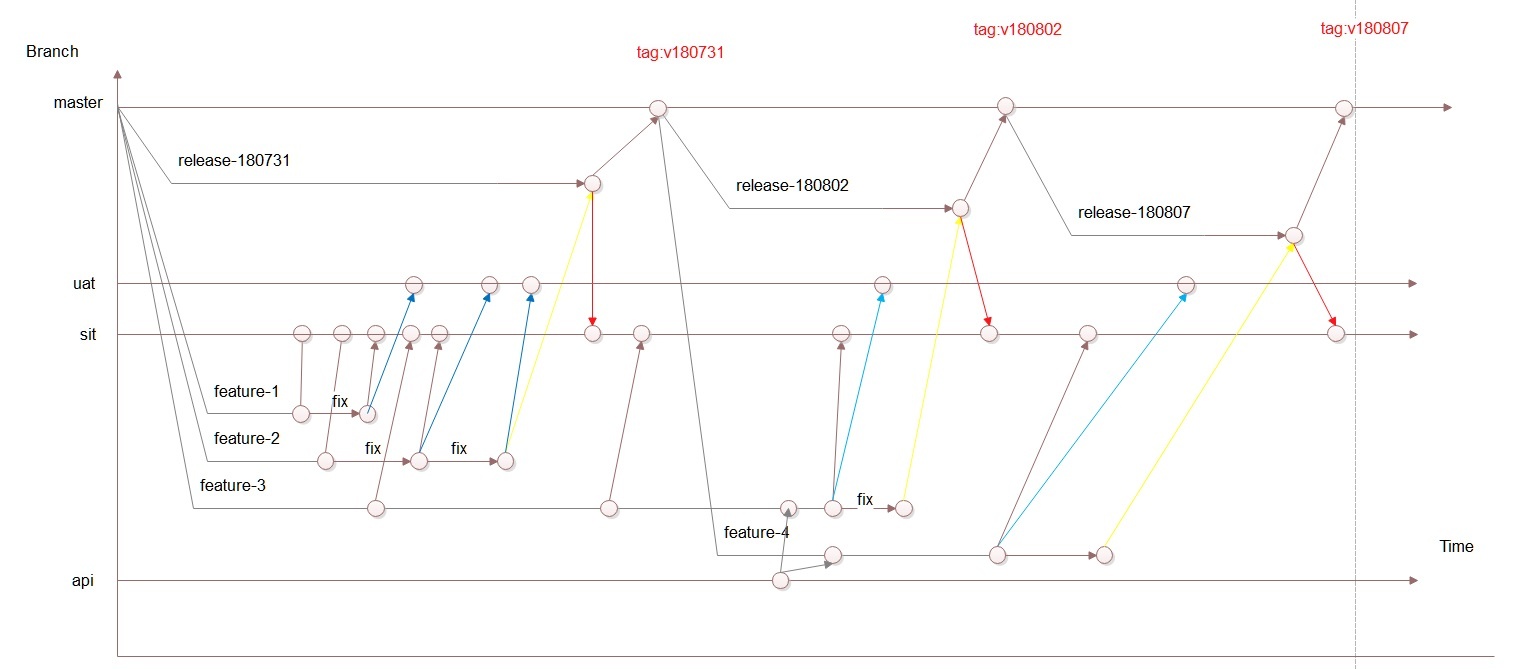 tag:v180731
tag:v180802
tag:v180807
Branch
master
release-180731
release-180802
release-180807
uat
sit
feature-1
fix
feature-2
fix
fix
feature-3
fix
feature-4
Time
api